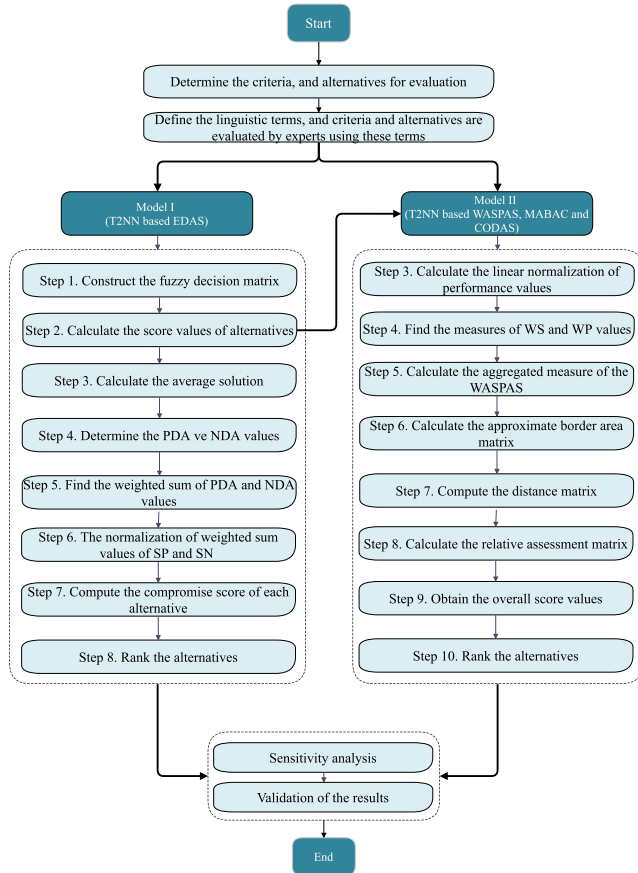 Start
Determine the criteria, and alternatives for evaluation
Define the linguistic terms, and criteria and alternatives are
evaluated by experts using these terms
Model I
(T2NN based EDAS)
Step 1. Construct the fuzzy decision matrix
Step 2. Calculate the score values of alternatives
Step 3. Calculate the average solution
Step 4. Determine the PDA ve NDA values
Step 5. Find the weighted sum of PDA and NDA
values
Step 6. The normalization of weighted sum
values of SP and SN
Step 7. Compute the compromise score of each
alternative
Step 8. Rank the alternatives
Model II
(T2NN based WASPAS, MABAC and
CODAS)
Step 3. Calculate the linear normalization of
performance values
Step 4. Find the measures of WS and WP values
Step 5. Calculate the aggregated measure of the
WASPAS
Step 6. Calculate the approximate border area
matrix
Step 7. Compute the distance matrix
Step 8. Calculate the relative assessment matrix
Step 9. Obtain the overall score values
Step 10. Rank the alternatives
Sensitivity analysis
Validation of the results
End